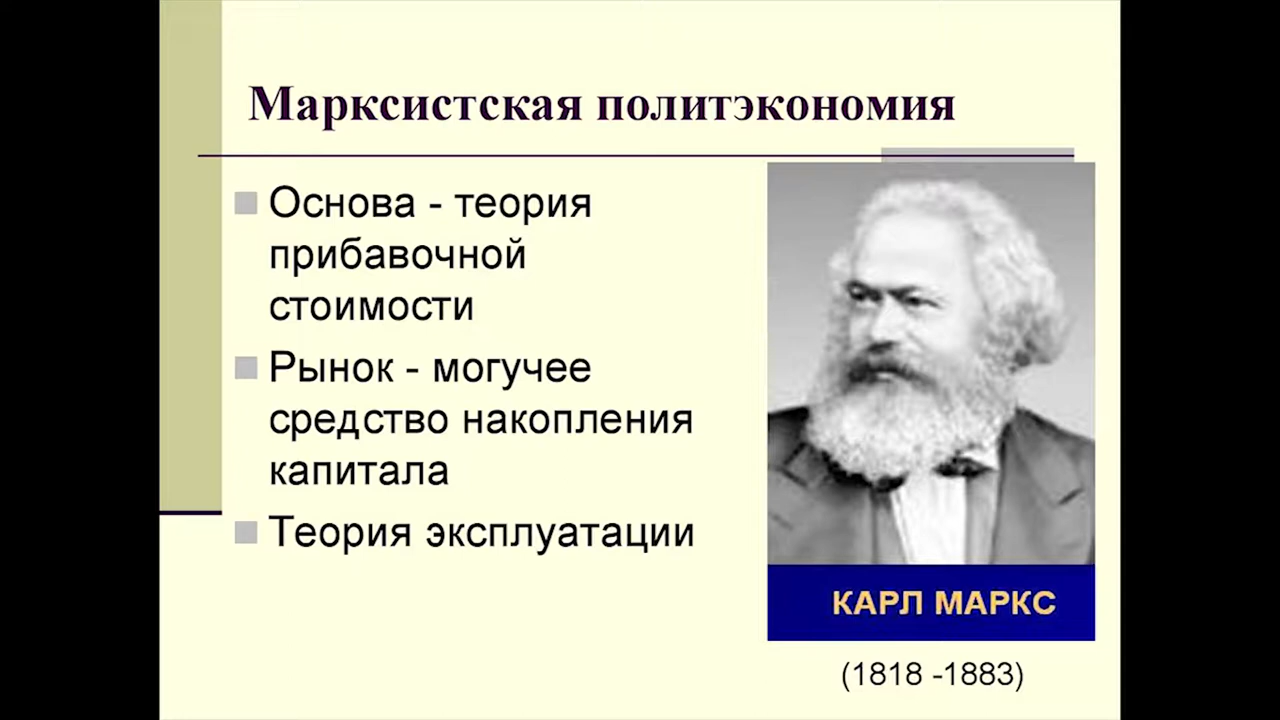 Марксистская политэкономия
Основа - теория
прибавочной
стоимости
Рынок - могучее
средство накопления
капитала
Теория эксплуатации
КАРЛ МАРКС
(1818 -1883)